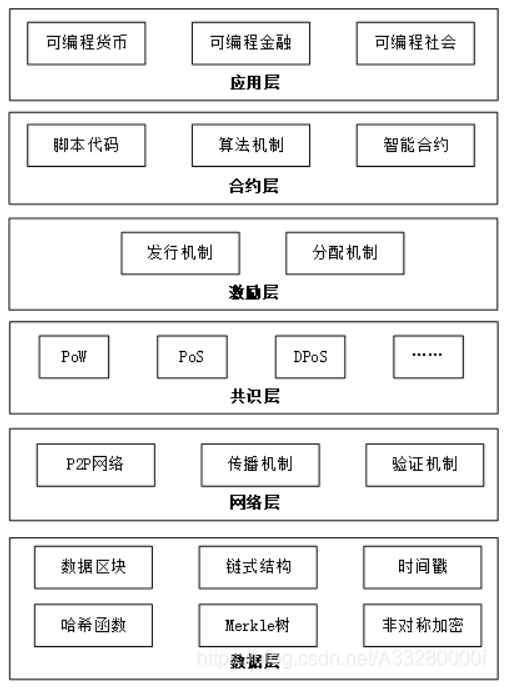 可编程货币 可编程金融 可编程社会
应用层
脚本代码 算法机制 智能合约
合约层
发行机制 分配机制
激励层
PoW PoS DPoS ······
共识层
P2P网络 传播机制 验证机制
网络层
数据区块 链式结构 时间戳
哈希函数 Merkle树 非对称加密
数据层
https://blog.csdn.net/A33280000f